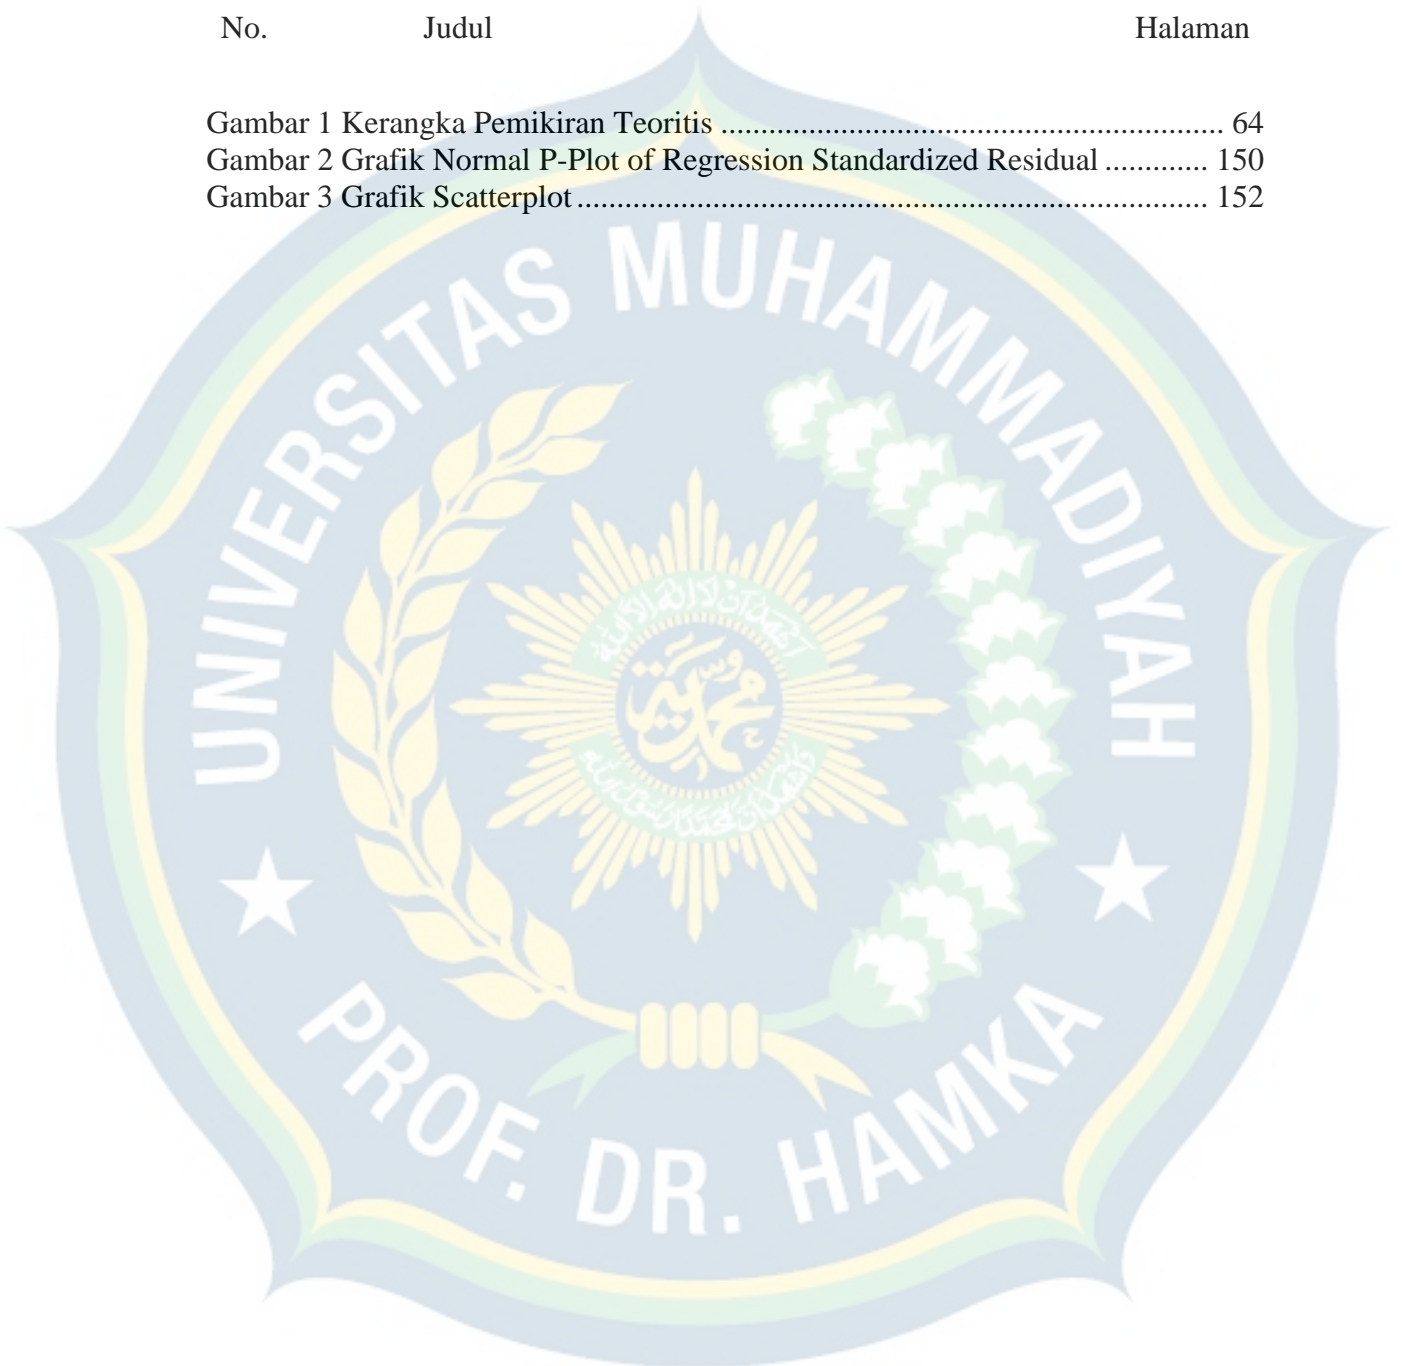 No. Judul Halaman
Gambar 1 Kerangka Pemikiran Teoritis ............................................................... 64
Gambar 2 Grafik Normal P-Plot of Regression Standardized Residual ............. 150
Gambar 3 Grafik Scatterplot ............................................................................... 152
UNIVERSITAS MUHAMMADIYAH
PROF. DR. HAMKA
محمدية